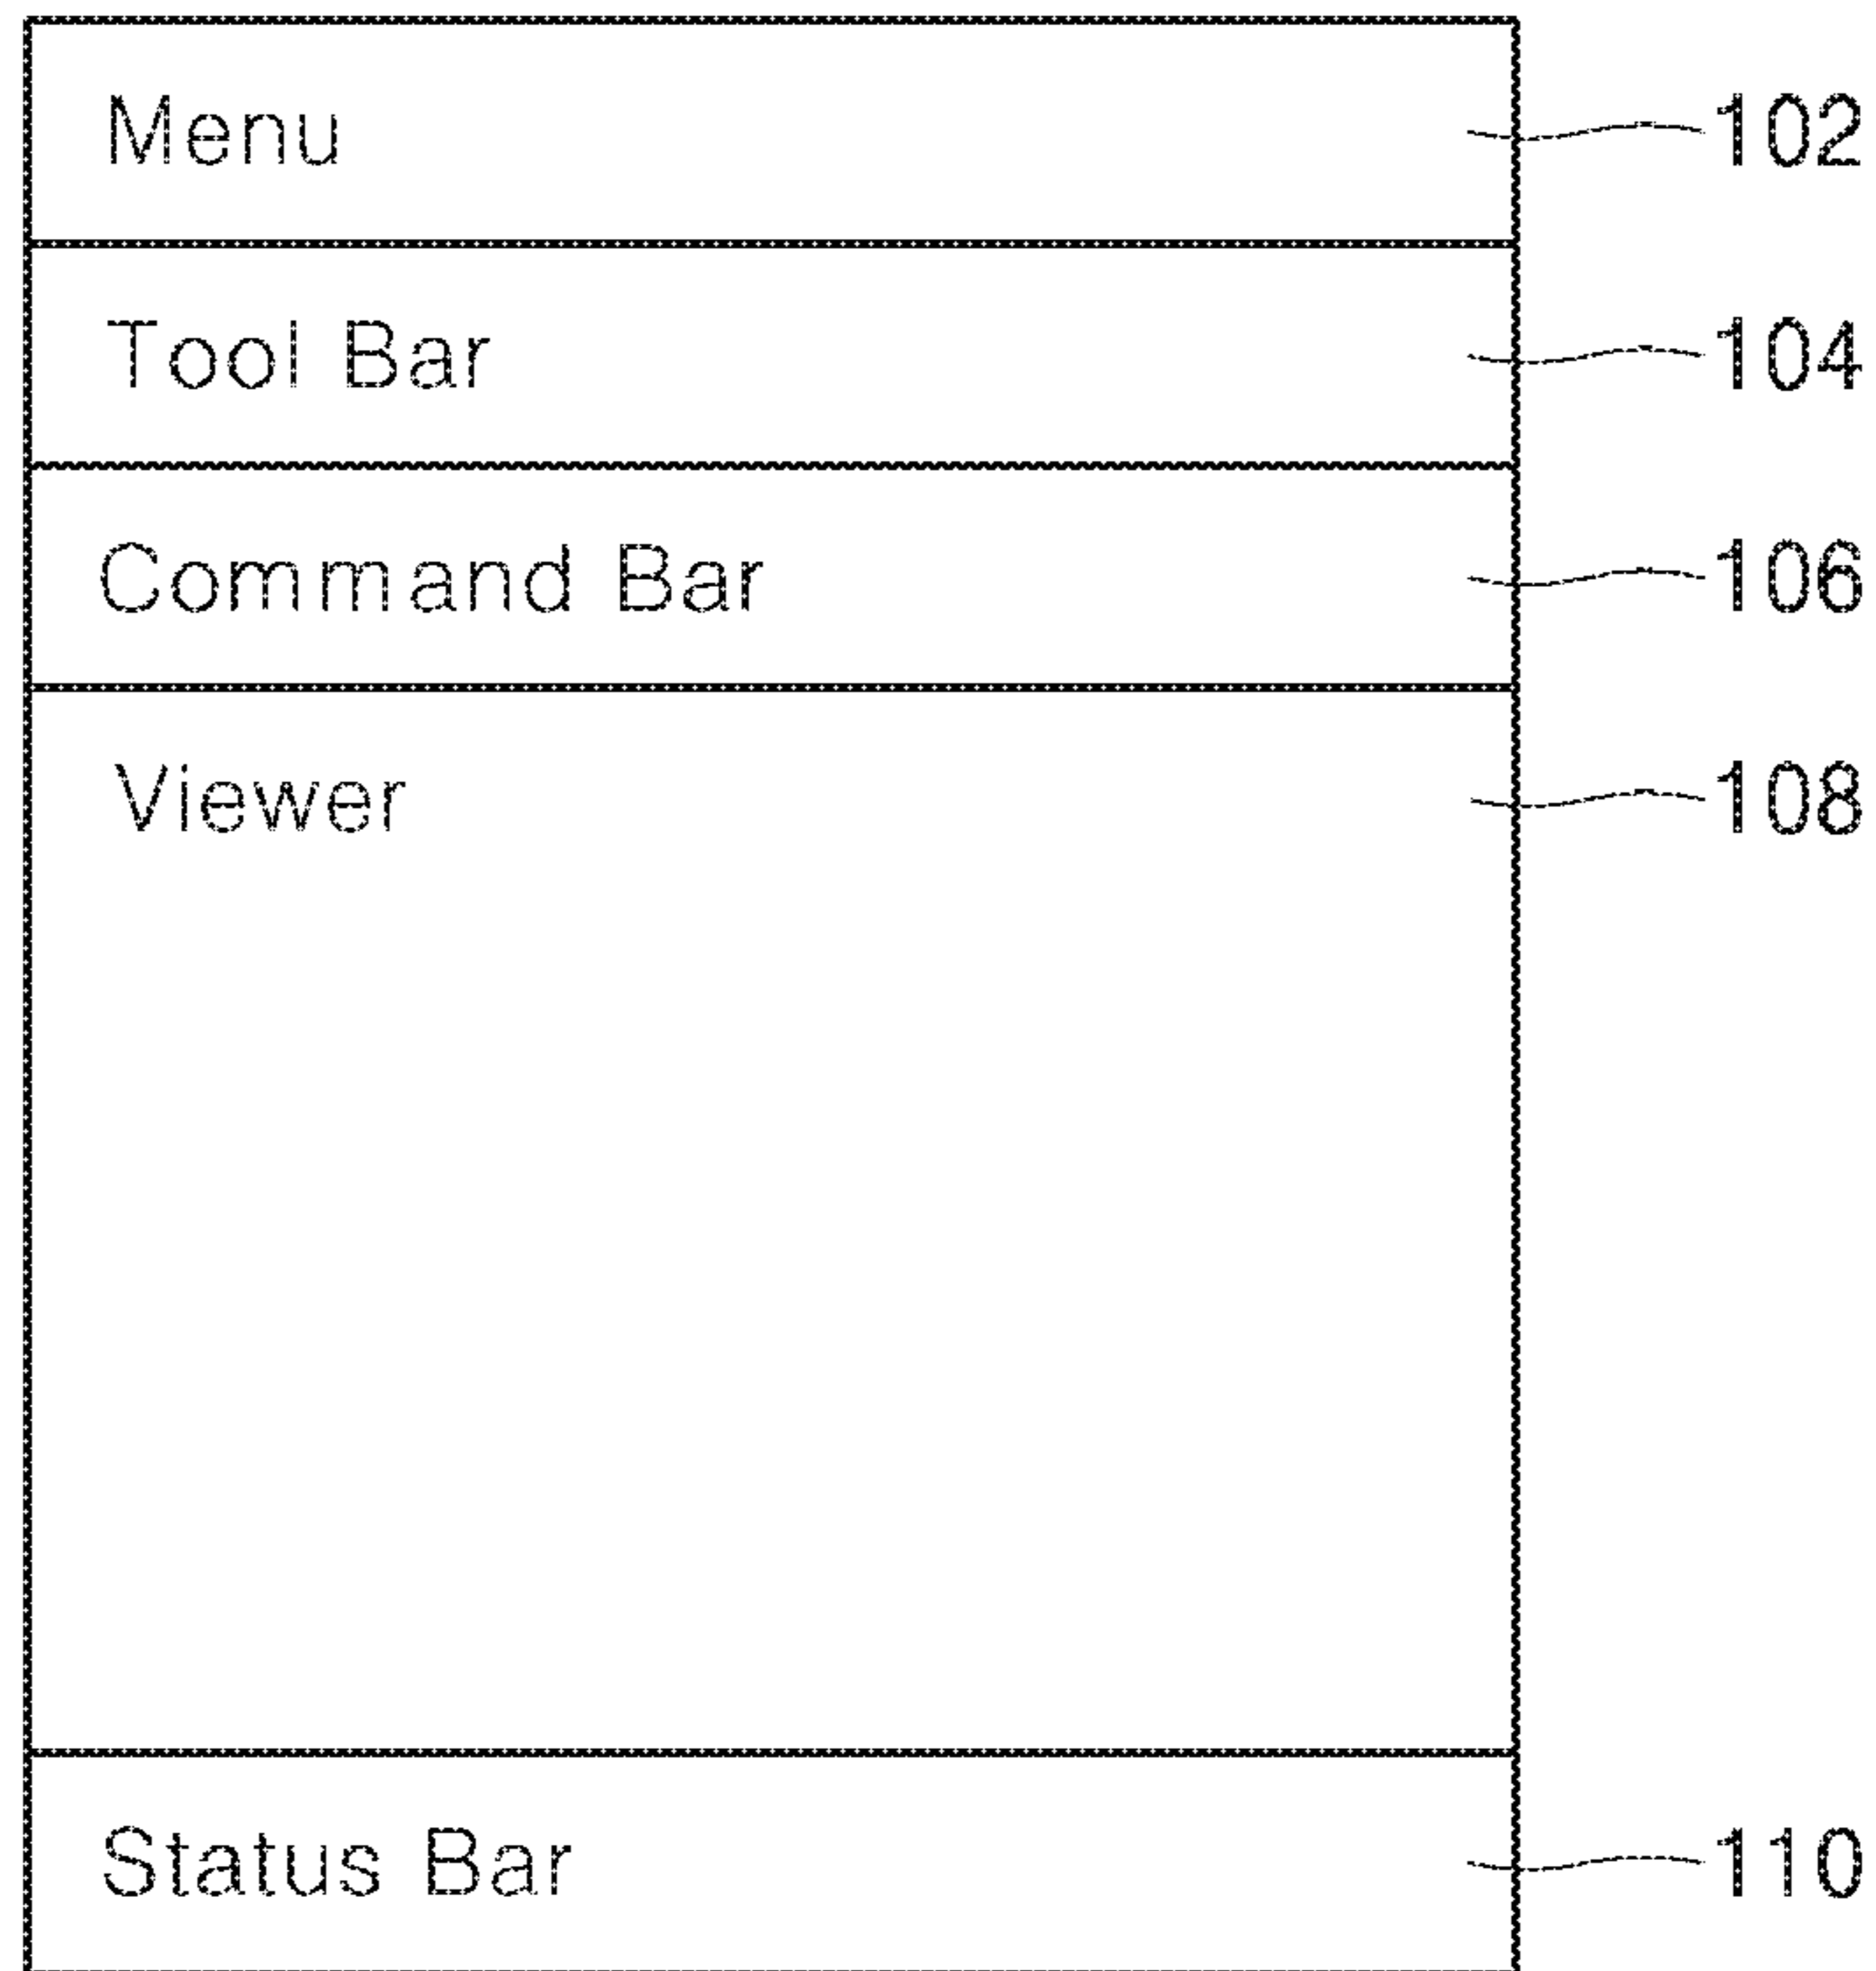 Menu 102
Tool Bar 104
Command Bar 106
Viewer 108
Status Bar 110